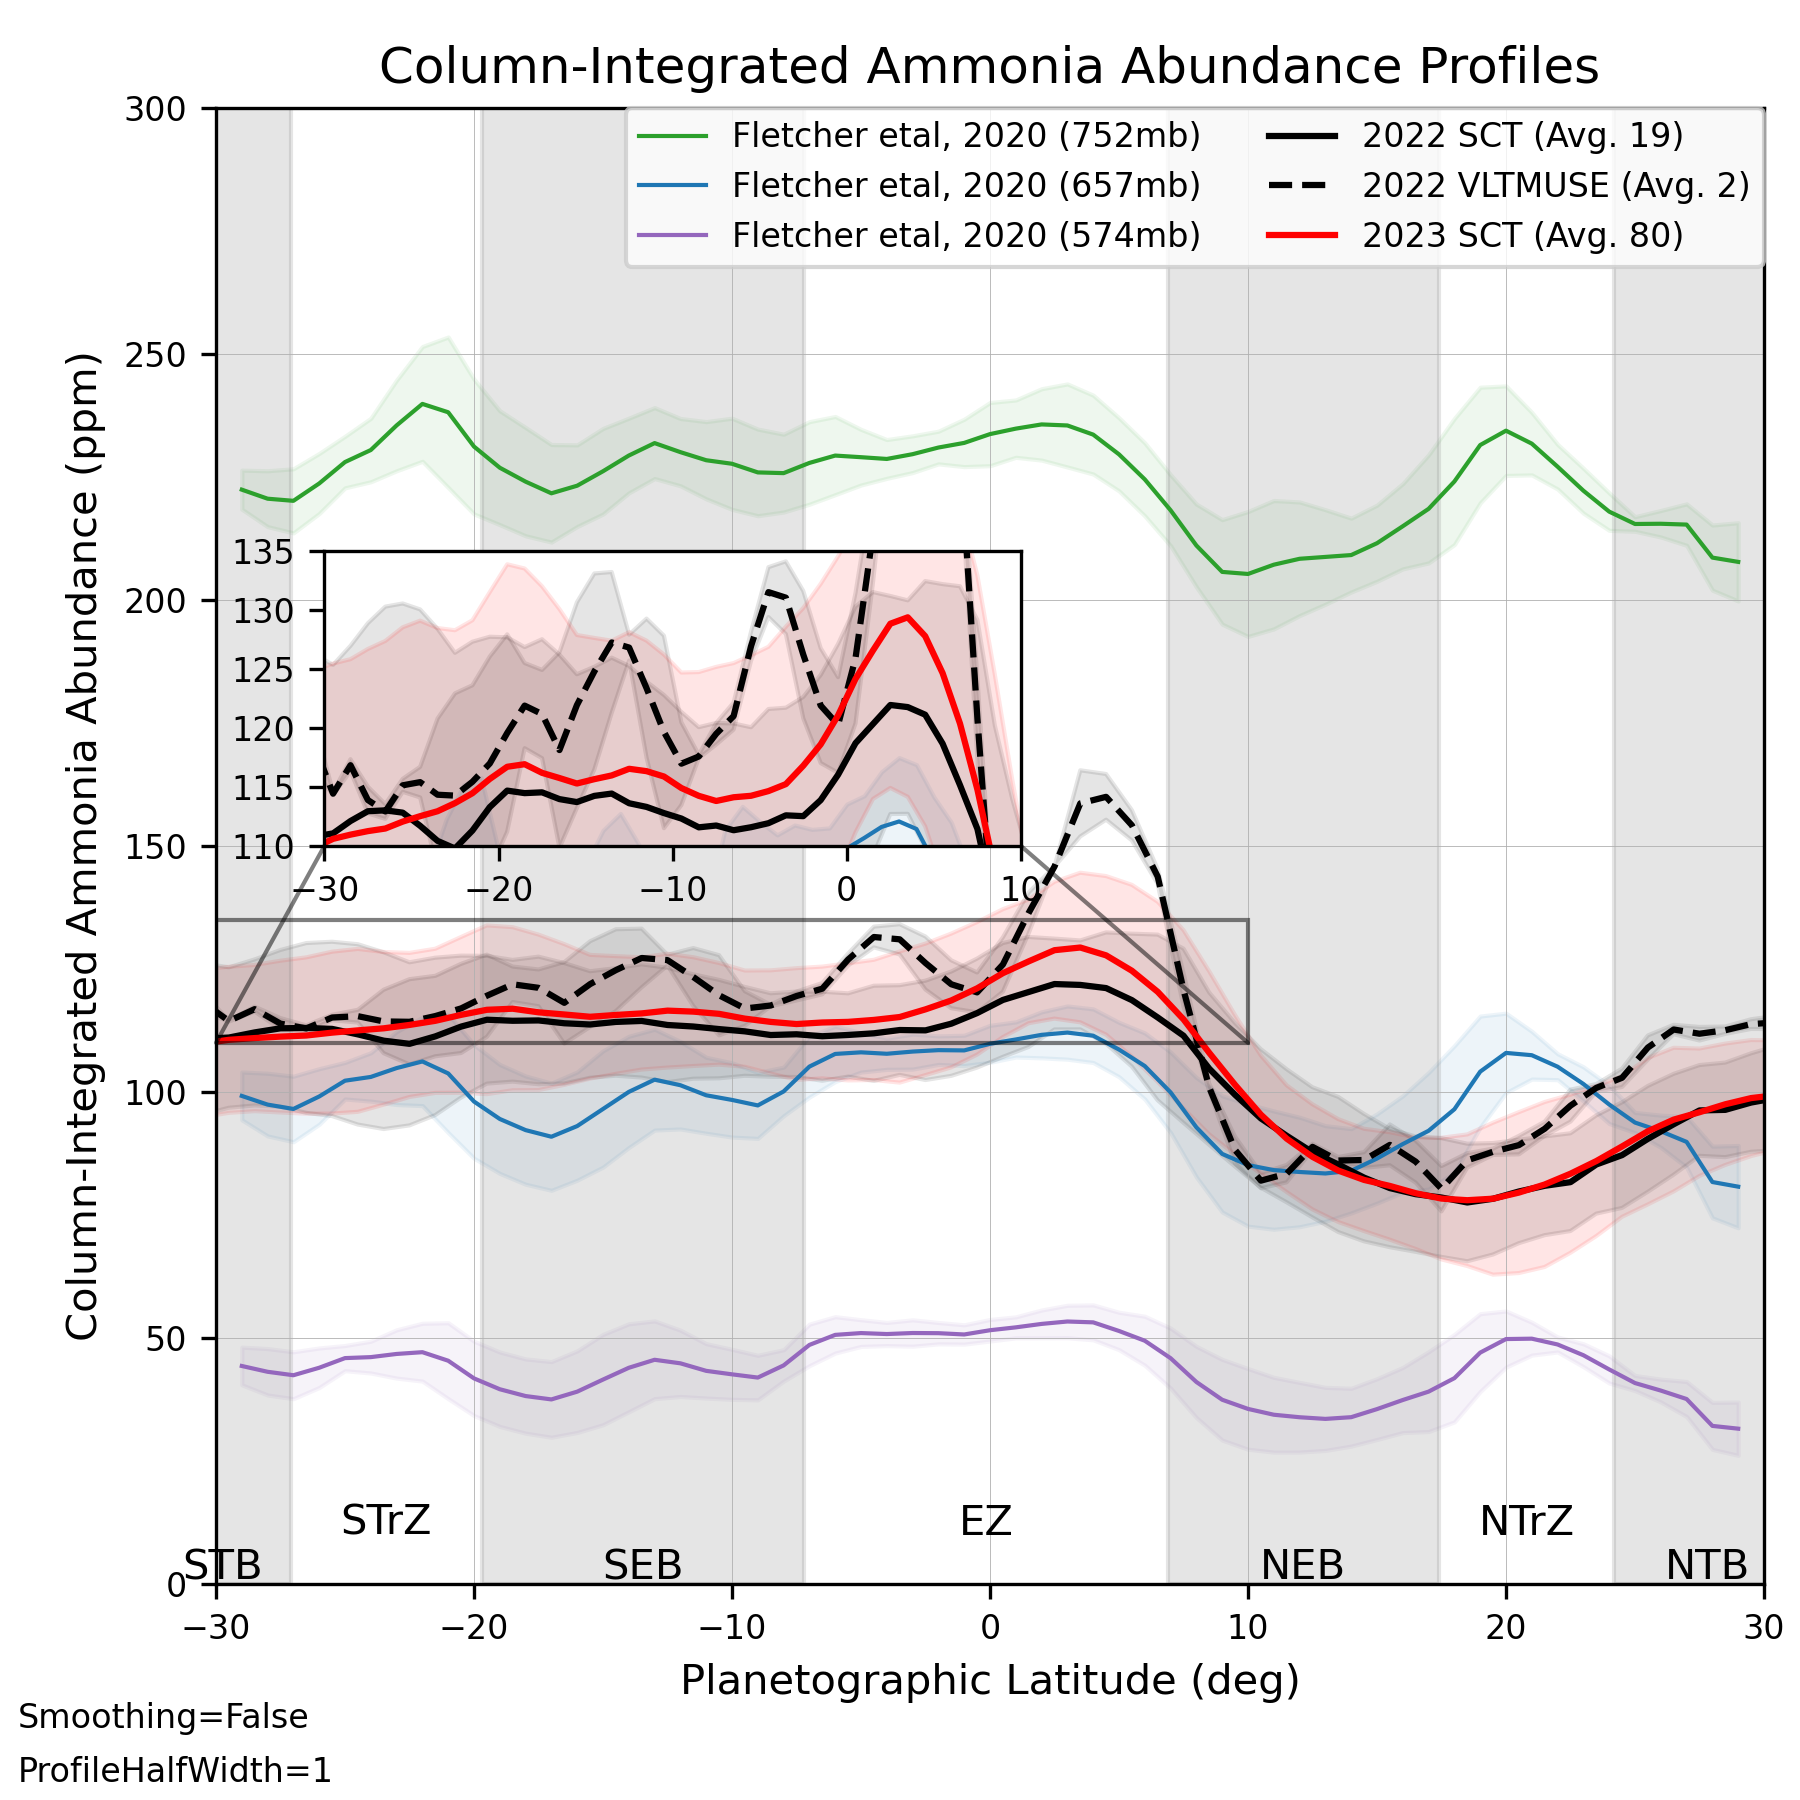 Column-Integrated Ammonia Abundance Profiles
Fletcher etal, 2020 (752mb)
Fletcher etal, 2020 (657mb)
Fletcher etal, 2020 (574mb)
2022 SCT (Avg. 19)
2022 VLTMUSE (Avg. 2)
2023 SCT (Avg. 80)
Column-Integrated Ammonia Abundance (ppm)
300
250
200
150
100
50
0
135
130
125
120
115
110
−30
−20
−10
0
10
STrZ
EZ
NTrZ
STB
SEB
NEB
NTB
−30
−20
−10
0
10
20
30
Planetographic Latitude (deg)
Smoothing=False
ProfileHalfWidth=1